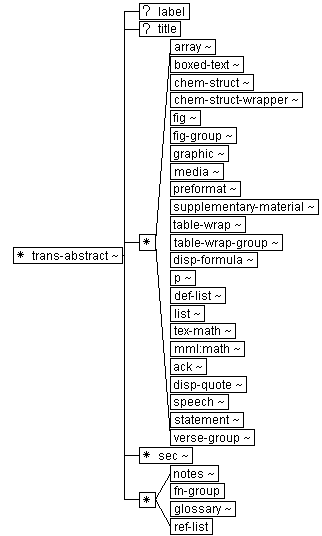 ? label
? title
array ~
boxed-text ~
chem-struct ~
chem-struct-wrapper ~
fig ~
fig-group ~
graphic ~
media ~
preformat ~
supplementary-material ~
table-wrap ~
* table-wrap-group ~
disp-formula ~
* trans-abstract ~
p ~
def-list ~
list ~
tex-math ~
mml:math ~
ack ~
disp-quote ~
speech ~
statement ~
verse-group ~
* sec ~
notes ~
* fn-group
glossary ~
ref-list